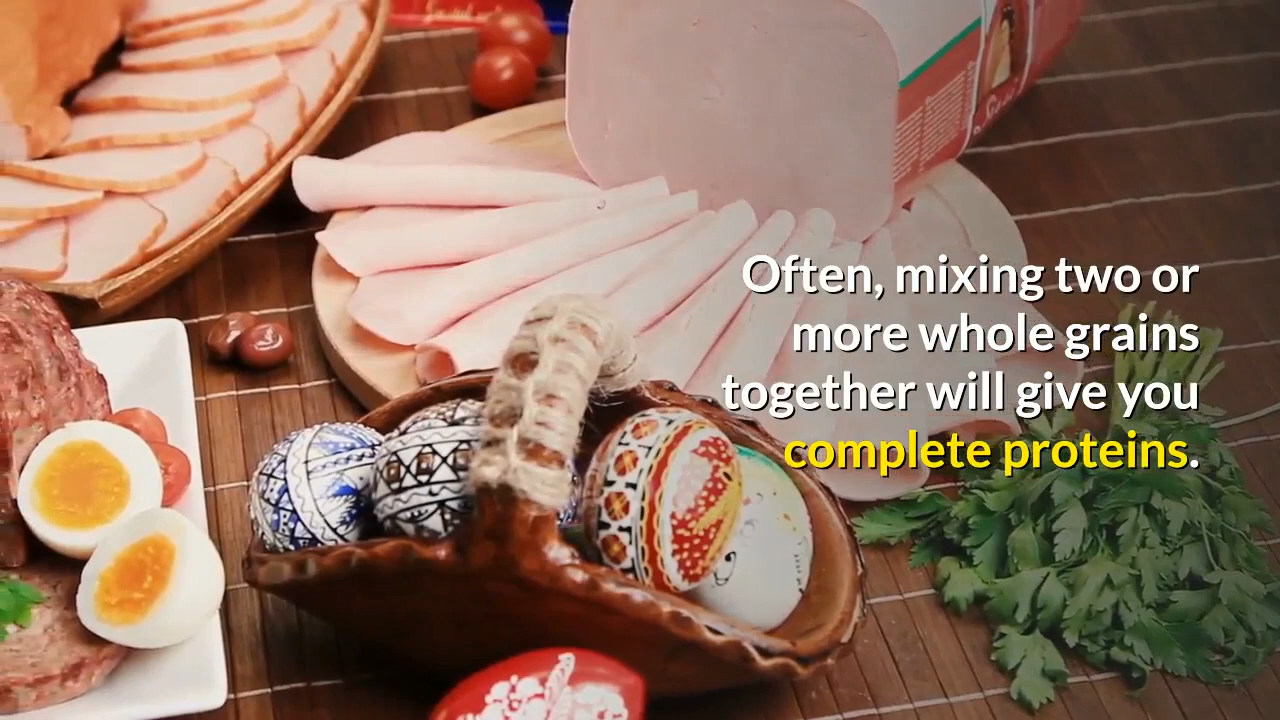 Often, mixing two or
more whole grains
together will give you
complete proteins.